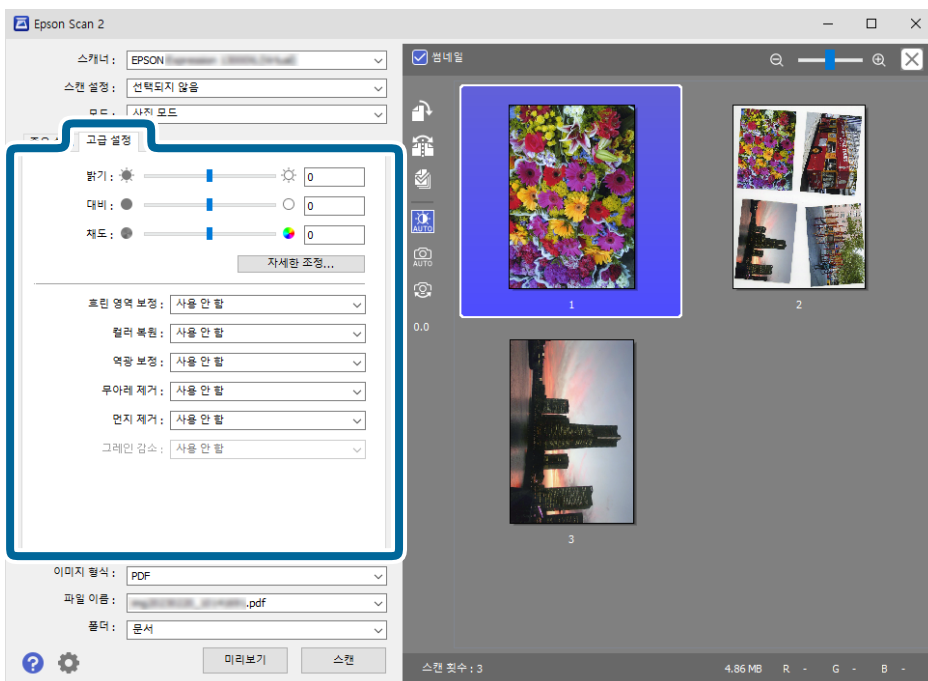 Epson Scan 2
스캐너 : EPSON
스캔 설정 : 선택되지 않음
모드 : 사진 모드
고급 설정
밝기 : 0
대비 : 0
채도 : 0
자세한 조정...
흐린 영역 보정 : 사용 안 함
컬러 복원 : 사용 안 함
역광 보정 : 사용 안 함
무아레 제거 : 사용 안 함
먼지 제거 : 사용 안 함
그레인 감소 : 사용 안 함
이미지 형식 : PDF
파일 이름 : .pdf
폴더 : 문서
? 미리보기 스캔
썸네일
AUTO
AUTO
0.0
1
2
3
스캔 횟수 : 3 4.86 MB R - G - B -